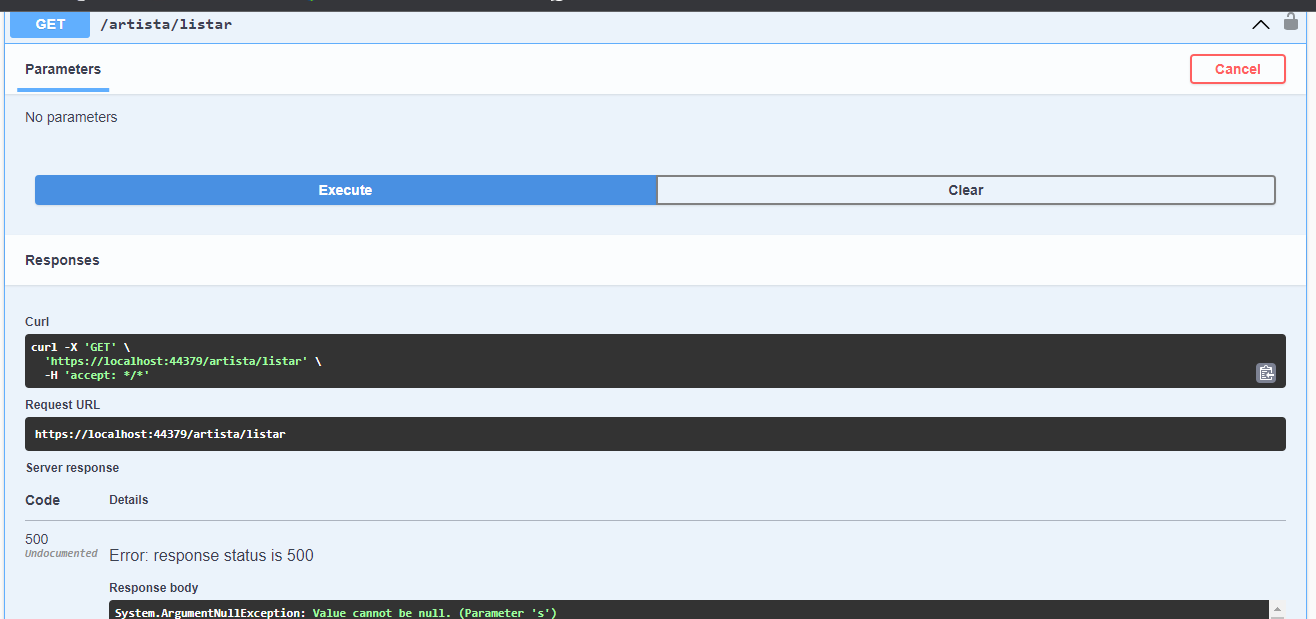 GET /artista/listar
Parameters
Cancel
No parameters
Execute
Clear
Responses
Curl
curl -X 'GET' \
'https://localhost:44379/artista/listar' \
-H 'accept: */*'
Request URL
https://localhost:44379/artista/listar
Server response
Code Details
500
Undocumented
Error: response status is 500
Response body
System.ArgumentNullException: Value cannot be null. (Parameter 's')